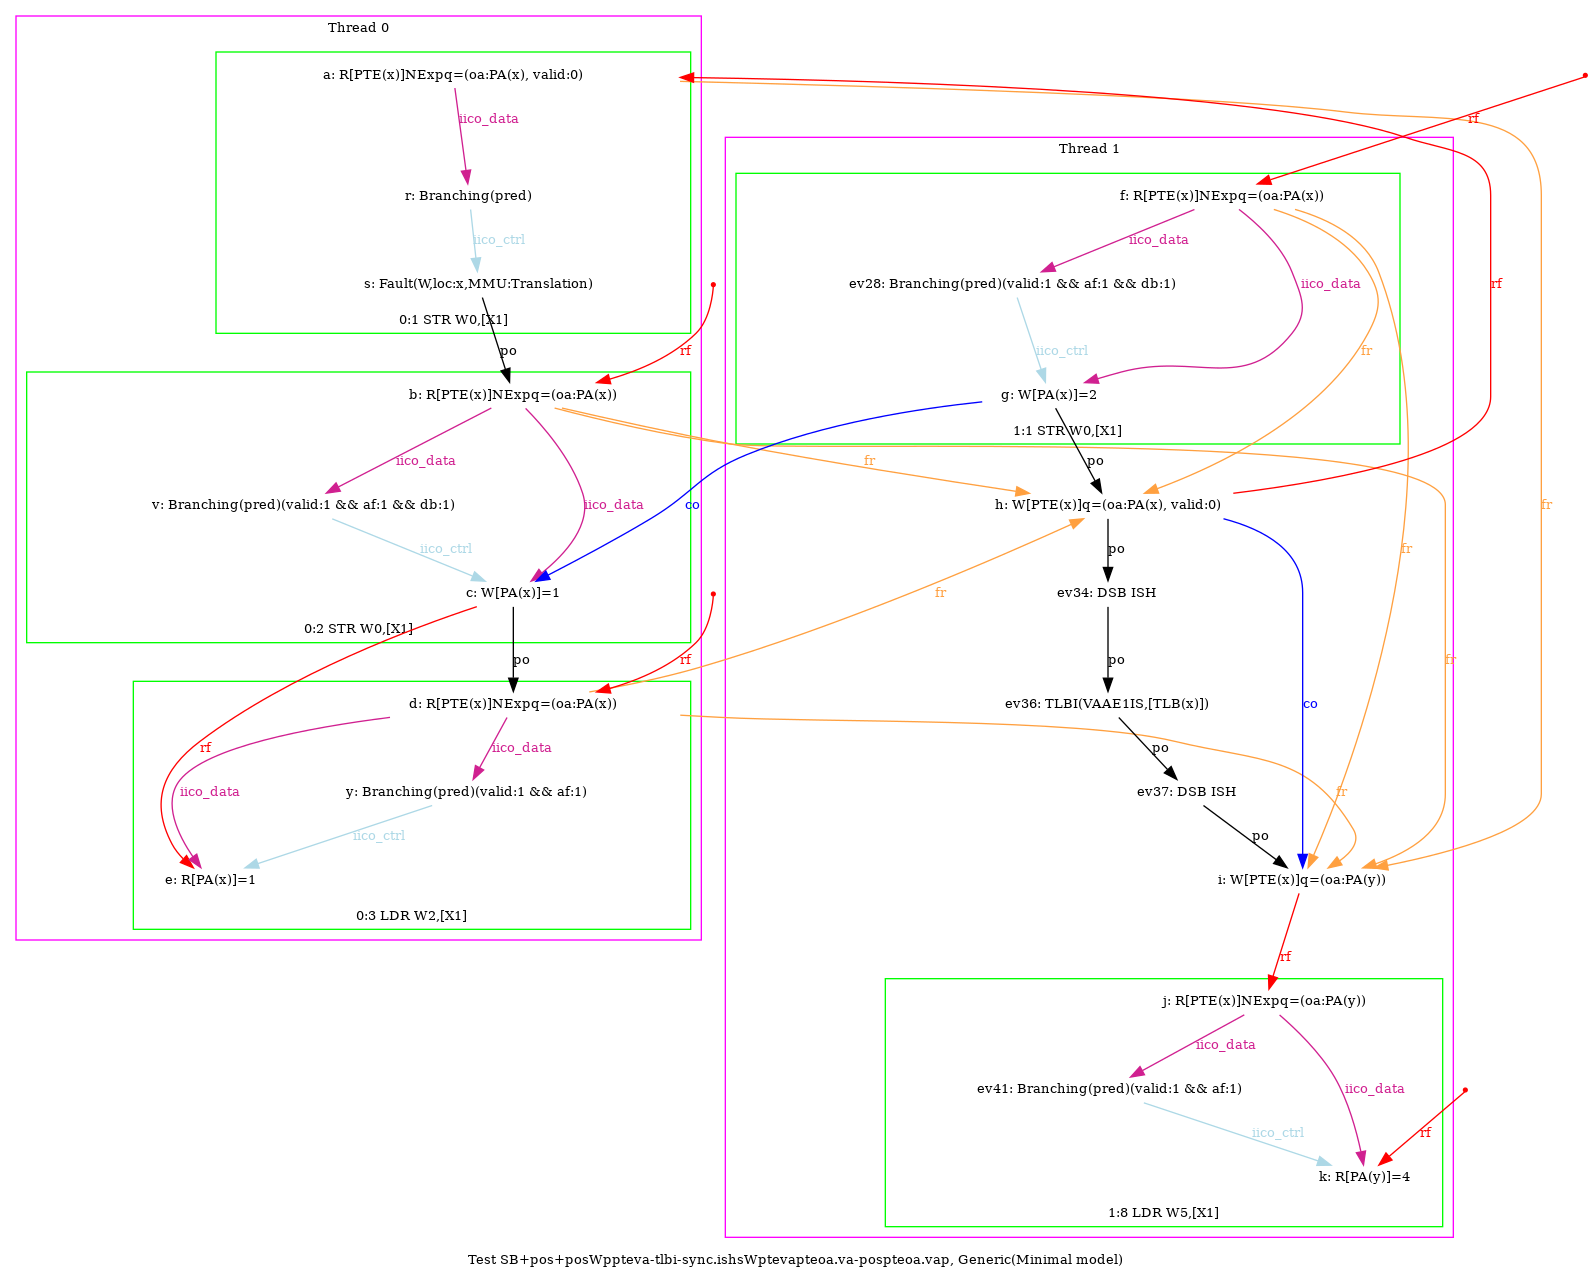 Thread 0
a: R[PTE(x)]NExpq=(oa:PA(x), valid:0)
iico_data
rf
Thread 1
r: Branching(pred)
f: R[PTE(x)]NExpq=(oa:PA(x))
iico_ctrl
iico_data
s: Fault(W,loc:x,MMU:Translation)
ev28: Branching(pred)(valid:1 && af:1 && db:1)
iico_data
rf
0:1 STR W0,[X1]
po
rf
iico_ctrl
fr
b: R[PTE(x)]NExpq=(oa:PA(x))
g: W[PA(x)]=2
1:1 STR W0,[X1]
iico_data
fr
po
v: Branching(pred)(valid:1 && af:1 && db:1)
iico_data
co
h: W[PTE(x)]q=(oa:PA(x), valid:0)
fr
iico_ctrl
po
fr
c: W[PA(x)]=1
fr
ev34: DSB ISH
0:2 STR W0,[X1]
po
rf
po
fr
d: R[PTE(x)]NExpq=(oa:PA(x))
ev36: TLBI(VAAE1IS,[TLB(x)])
co
rf
iico_data
po
iico_data
y: Branching(pred)(valid:1 && af:1)
ev37: DSB ISH
fr
iico_ctrl
po
e: R[PA(x)]=1
i: W[PTE(x)]q=(oa:PA(y))
0:3 LDR W2,[X1]
rf
j: R[PTE(x)]NExpq=(oa:PA(y))
iico_data
ev41: Branching(pred)(valid:1 && af:1)
iico_data
iico_ctrl
rf
k: R[PA(y)]=4
1:8 LDR W5,[X1]
Test SB+pos+posWppteva-tlbi-sync.ishsWptevapteoa.va-pospteoa.vap, Generic(Minimal model)